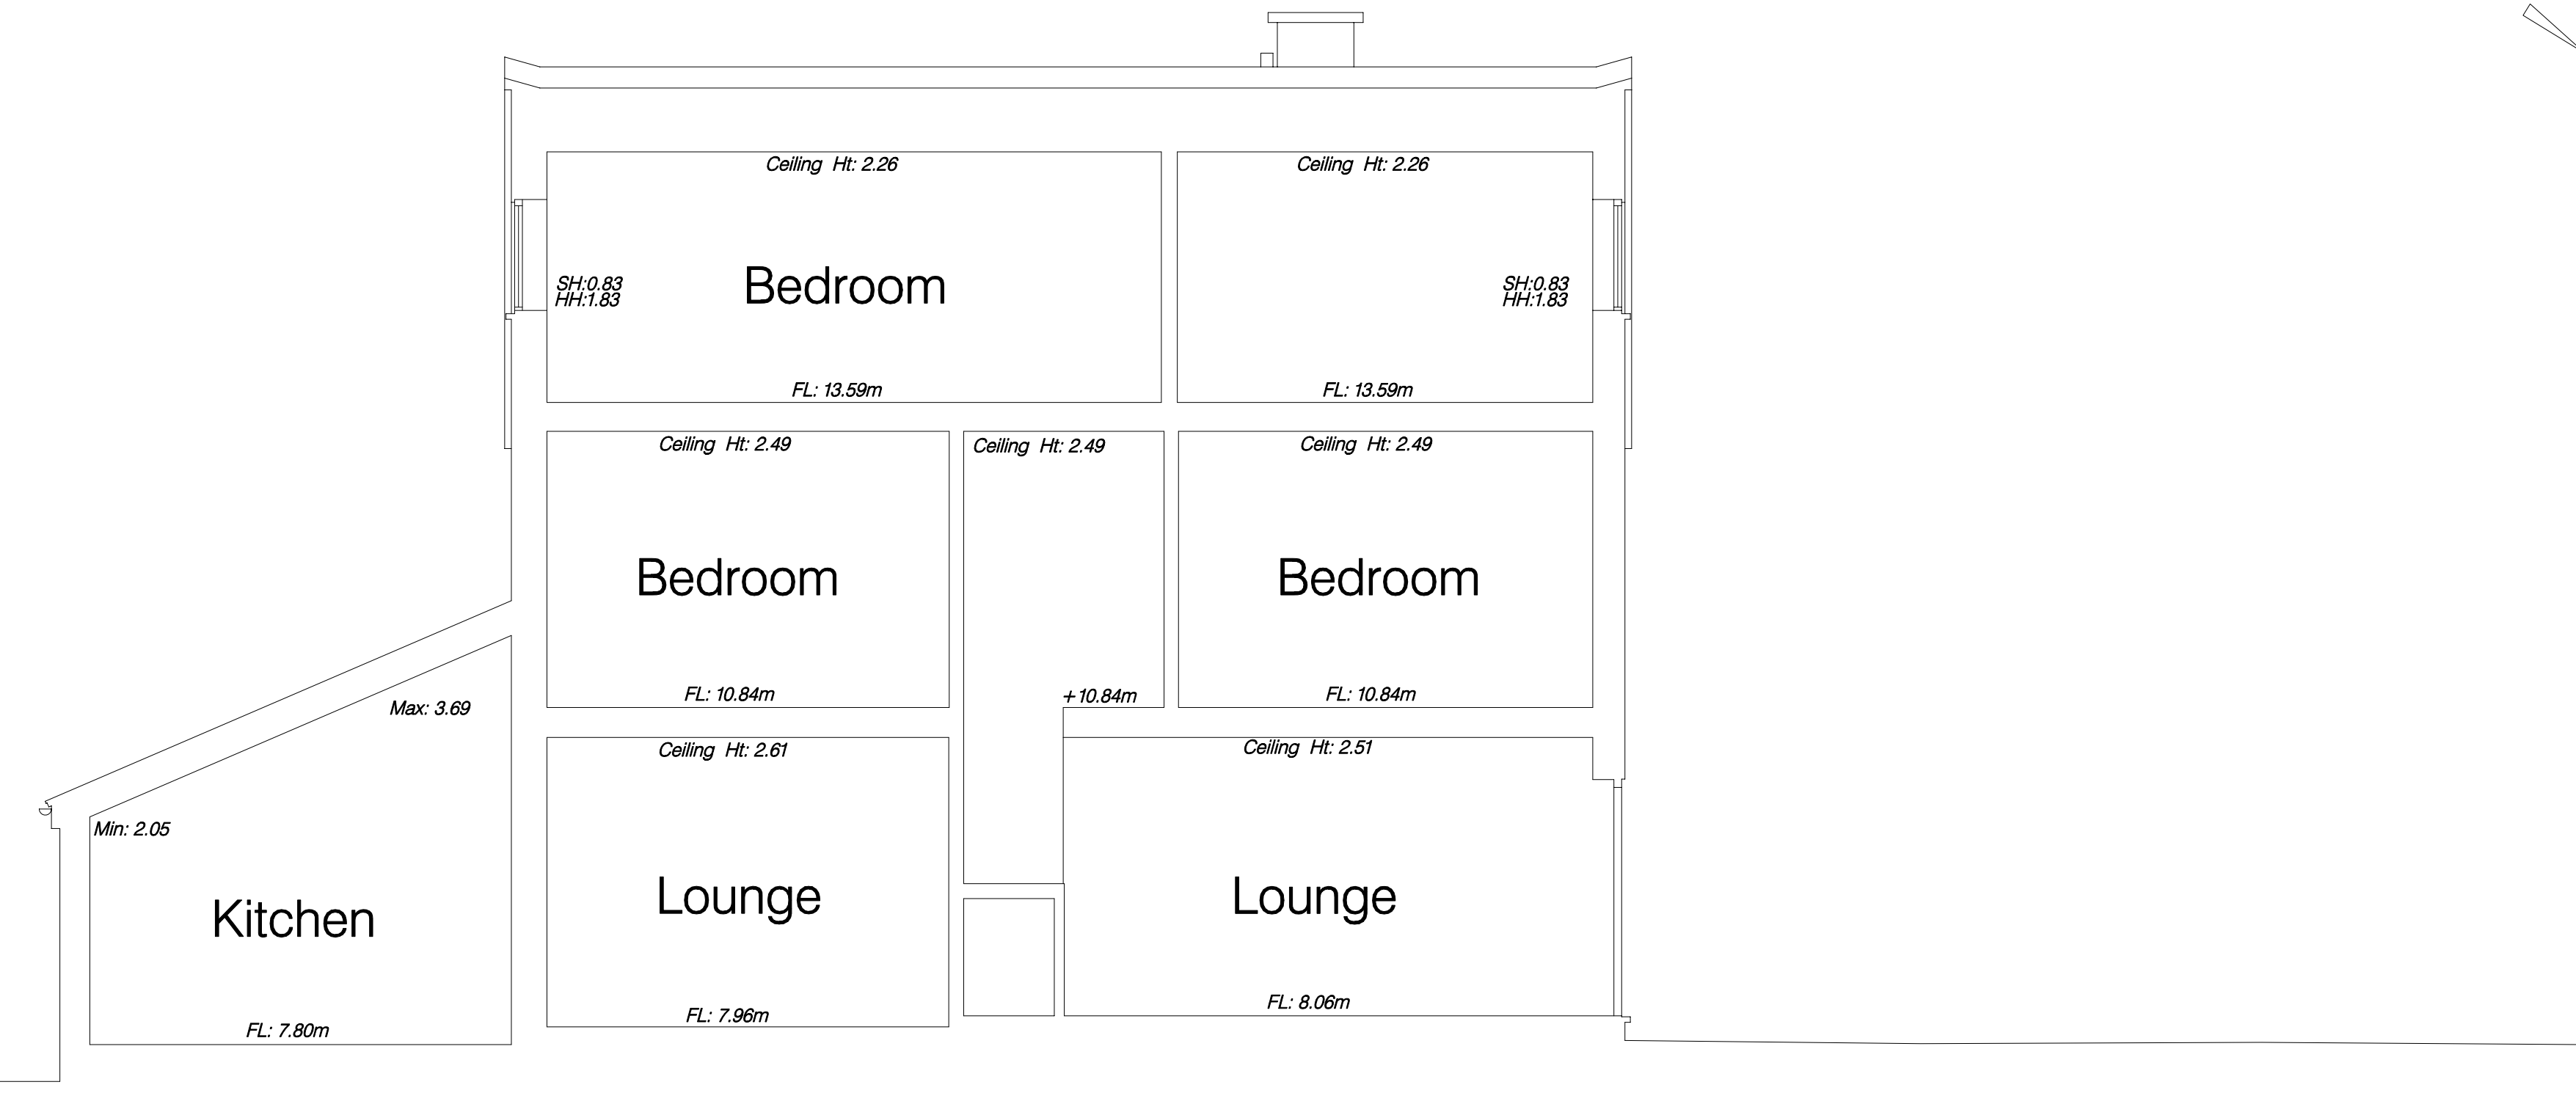 Ceiling Ht: 2.26
Ceiling Ht: 2.26
Bedroom
SH:0.83
HH:1.83
SH:0.83
HH:1.83
FL: 13.59m
FL: 13.59m
Ceiling Ht: 2.49
Ceiling Ht: 2.49
Ceiling Ht: 2.49
Bedroom
Bedroom
FL: 10.84m
+10.84m
FL: 10.84m
Max: 3.69
Ceiling Ht: 2.61
Ceiling Ht: 2.51
Min: 2.05
Kitchen
Lounge
Lounge
FL: 7.80m
FL: 7.96m
FL: 8.06m